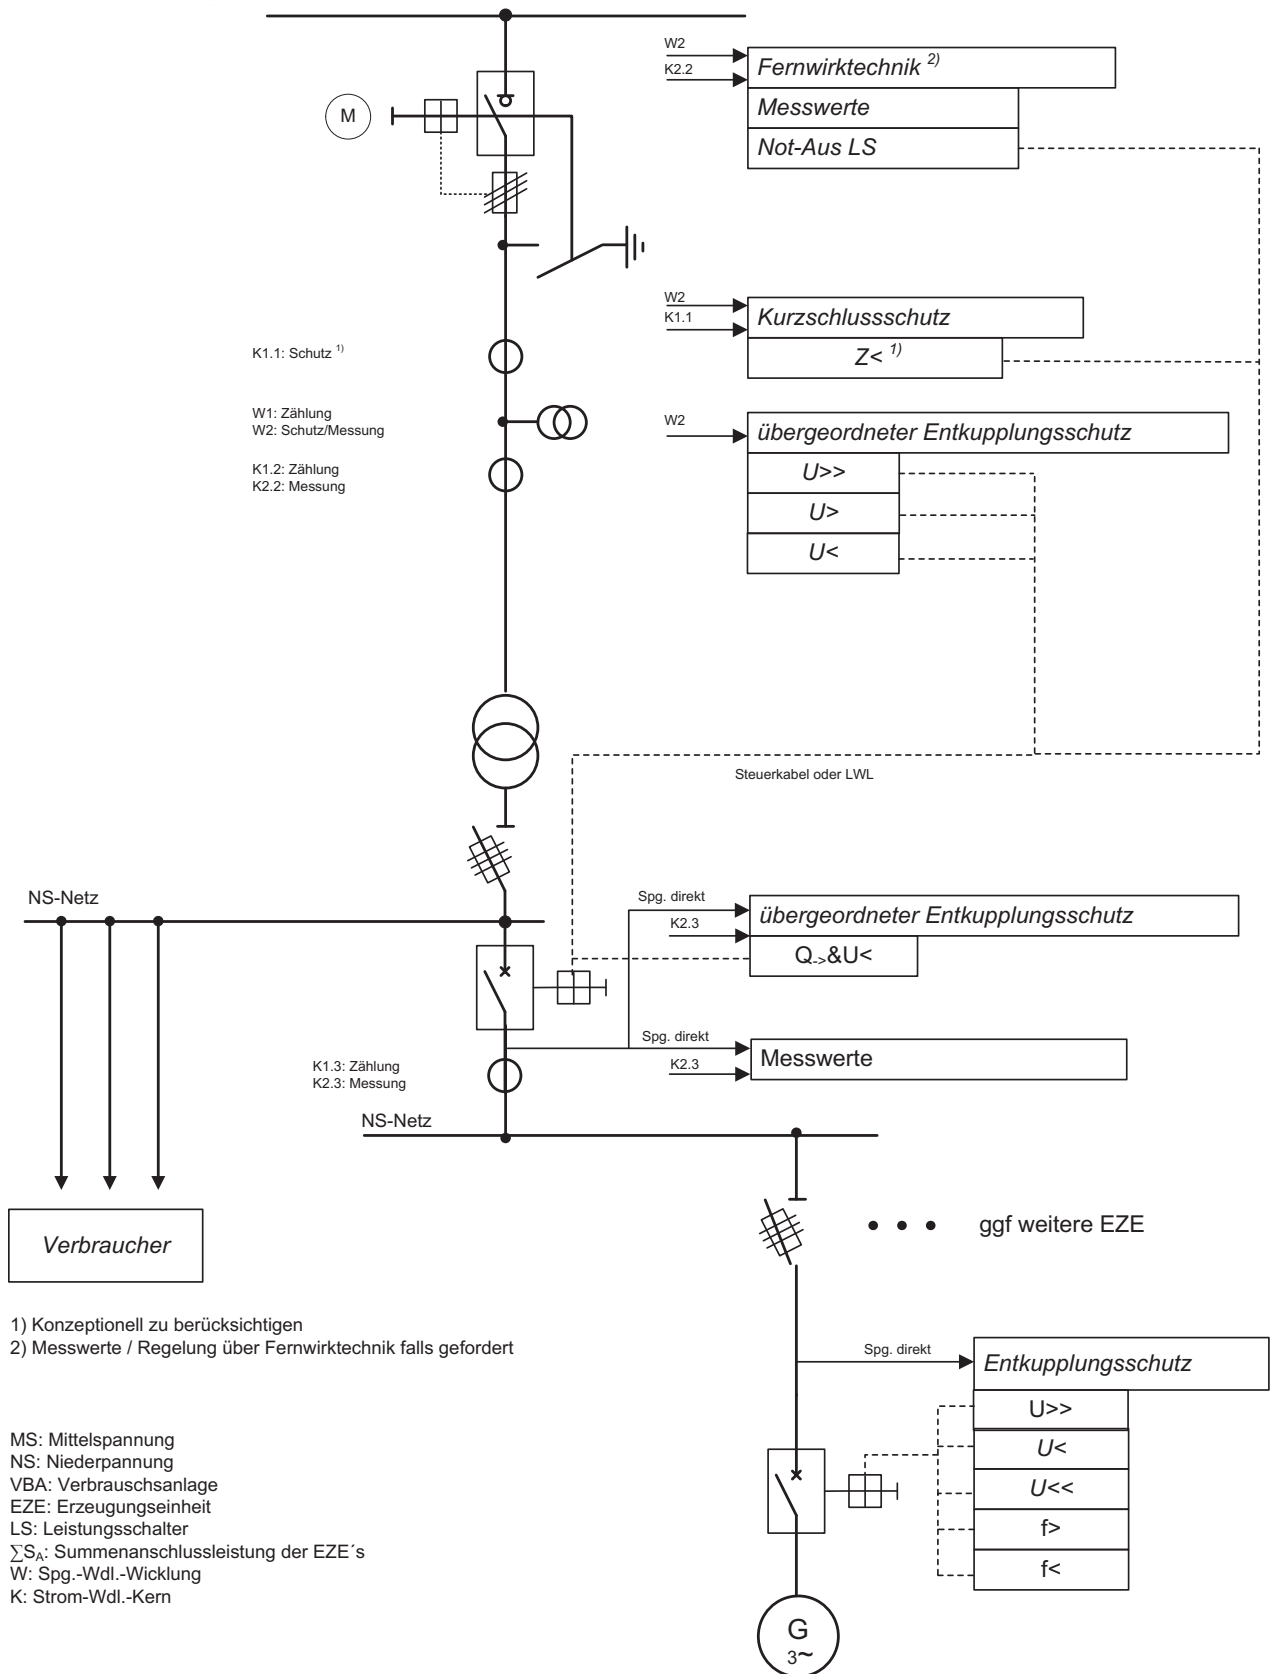 W2
K2.2
Fernwirktechnik 2)
M
Messwerte
Not-Aus LS
W2
K1.1
Kurzschlussschutz
Z< 1)
K1.1: Schutz 1)
W1: Zählung
W2: Schutz/Messung
W2
übergeordneter Entkupplungsschutz
U>>
U>
U<
K1.2: Zählung
K2.2: Messung
Steuerkabel oder LWL
NS-Netz
Spg. direkt
K2.3
übergeordneter Entkupplungsschutz
Q->&U<
Spg. direkt
K2.3
Messwerte
K1.3: Zählung
K2.3: Messung
NS-Netz
Verbraucher
ggf weitere EZE
1) Konzeptionell zu berücksichtigen
2) Messwerte / Regelung über Fernwirktechnik falls gefordert
Spg. direkt
Entkupplungsschutz
U>>
U<
U<<
f>
f<
MS: Mittelspannung
NS: Niederpannung
VBA: Verbrauschsanlage
EZE: Erzeugungseinheit
LS: Leistungsschalter
∑SA: Summenanschlussleistung der EZE´s
W: Spg.-Wdl.-Wicklung
K: Strom-Wdl.-Kern
G
3~